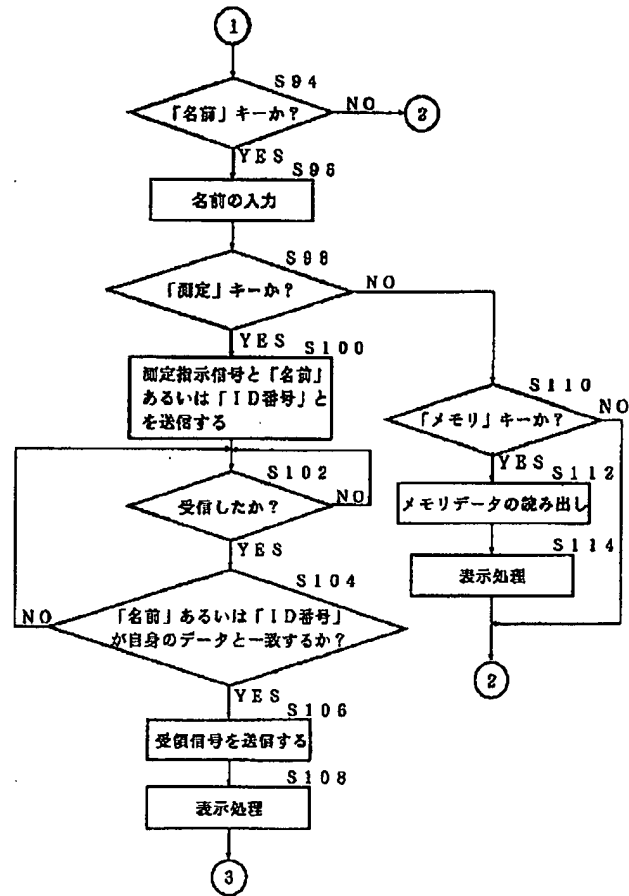 1
S94
「名前」キーか?
NO
2
YES
S96
名前の入力
S98
「測定」キーか?
NO
YES
S100
測定指示信号と「名前」
あるいは「ID番号」と
を送信する
S110
「メモリ」キーか?
NO
YES
S112
メモリデータの読み出し
S114
表示処理
2
S102
受信したか?
NO
YES
S104
「名前」あるいは「ID番号」
が自身のデータと一致するか?
NO
YES
S106
受領信号を送信する
S108
表示処理
3